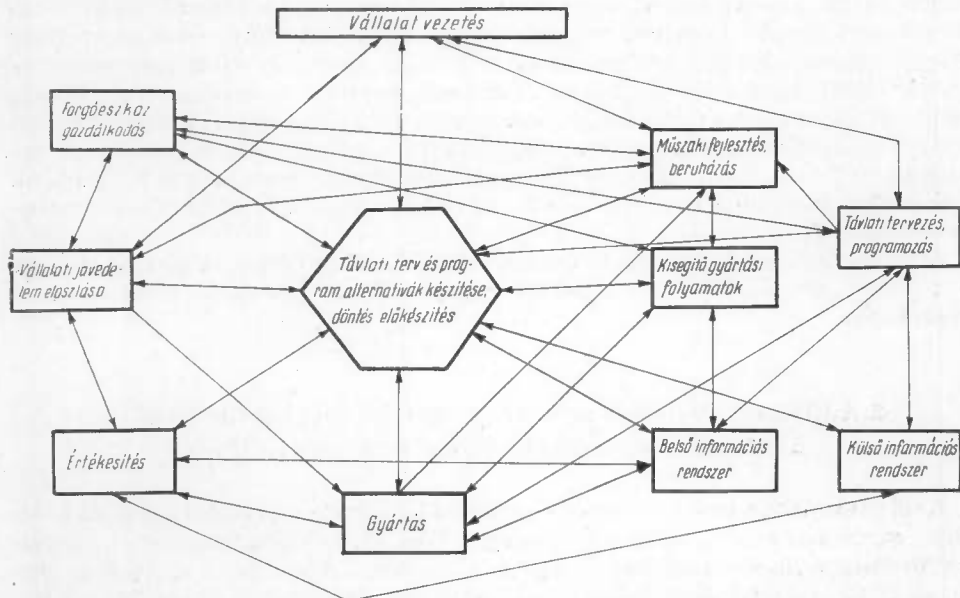 Vállalat vezetés
Forgóeszköz
gazdálkodás
Műszaki fejlesztés,
beruházás
Távlati tervezés,
programozás
Vállalati jövede-
lem elosztása
Távlati terv és prog-
ram alternatívák készítése,
döntés előkészítés
Kisegítő gyártási
folyamatok
Értékesítés
Gyártás
Belső információs
rendszer
Külső információs
rendszer